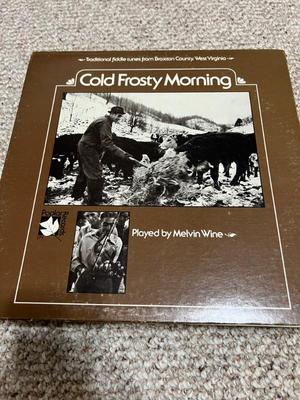 Traditional fiddle tunes from Braxton County, West Virginia
Cold Frosty Morning
Played by Melvin Wine